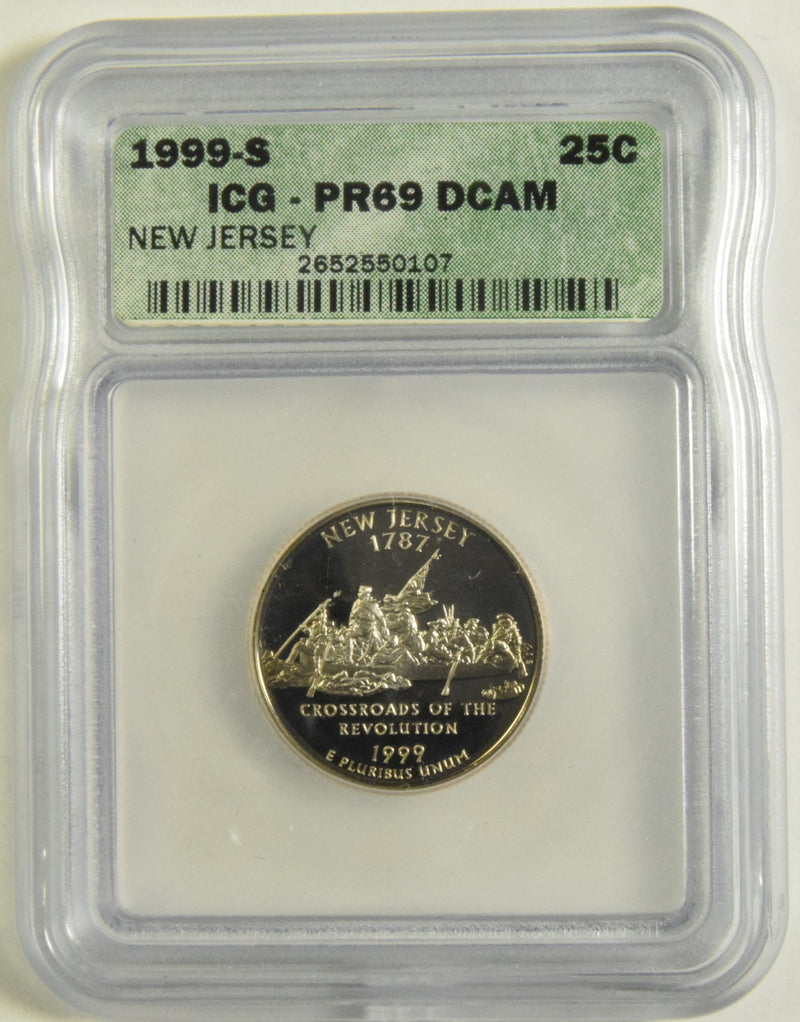 1999-S 25C
ICG - PR69 DCAM
NEW JERSEY
2652550107
NEW JERSEY
1787
CROSSROADS OF THE
REVOLUTION
1999
E PLURIBUS UNUM